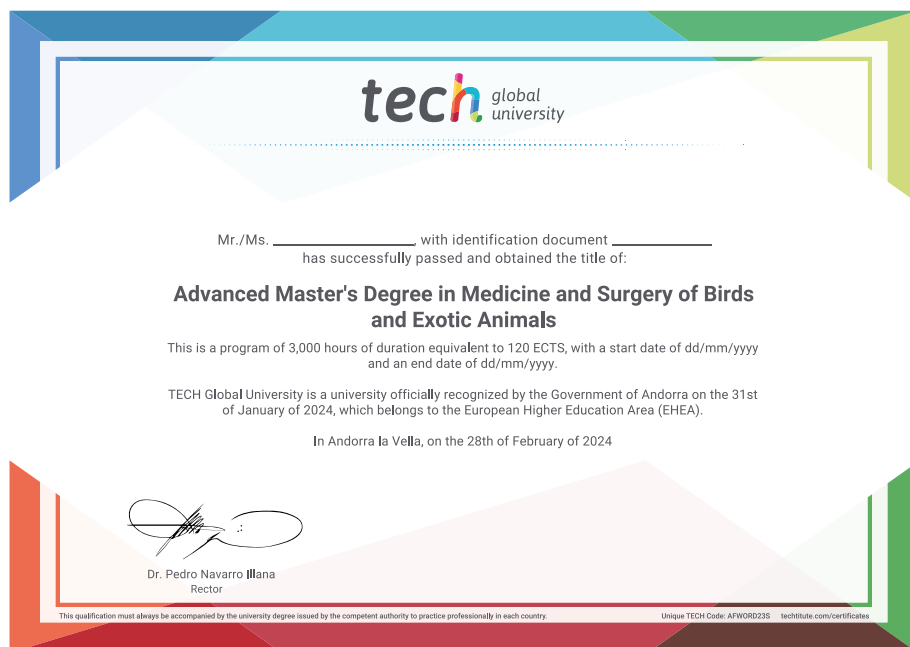 tech global university
Mr./Ms. ________________, with identification document ____________
has successfully passed and obtained the title of:
Advanced Master's Degree in Medicine and Surgery of Birds
and Exotic Animals
This is a program of 3,000 hours of duration equivalent to 120 ECTS, with a start date of dd/mm/yyyy
and an end date of dd/mm/yyyy.
TECH Global University is a university officially recognized by the Government of Andorra on the 31st
of January of 2024, which belongs to the European Higher Education Area (EHEA).
In Andorra la Vella, on the 28th of February of 2024
Dr. Pedro Navarro Illana
Rector
This qualification must always be accompanied by the university degree issued by the competent authority to practice professionally in each country.
Unique TECH Code: AFWORD23S techtitute.com/certificates